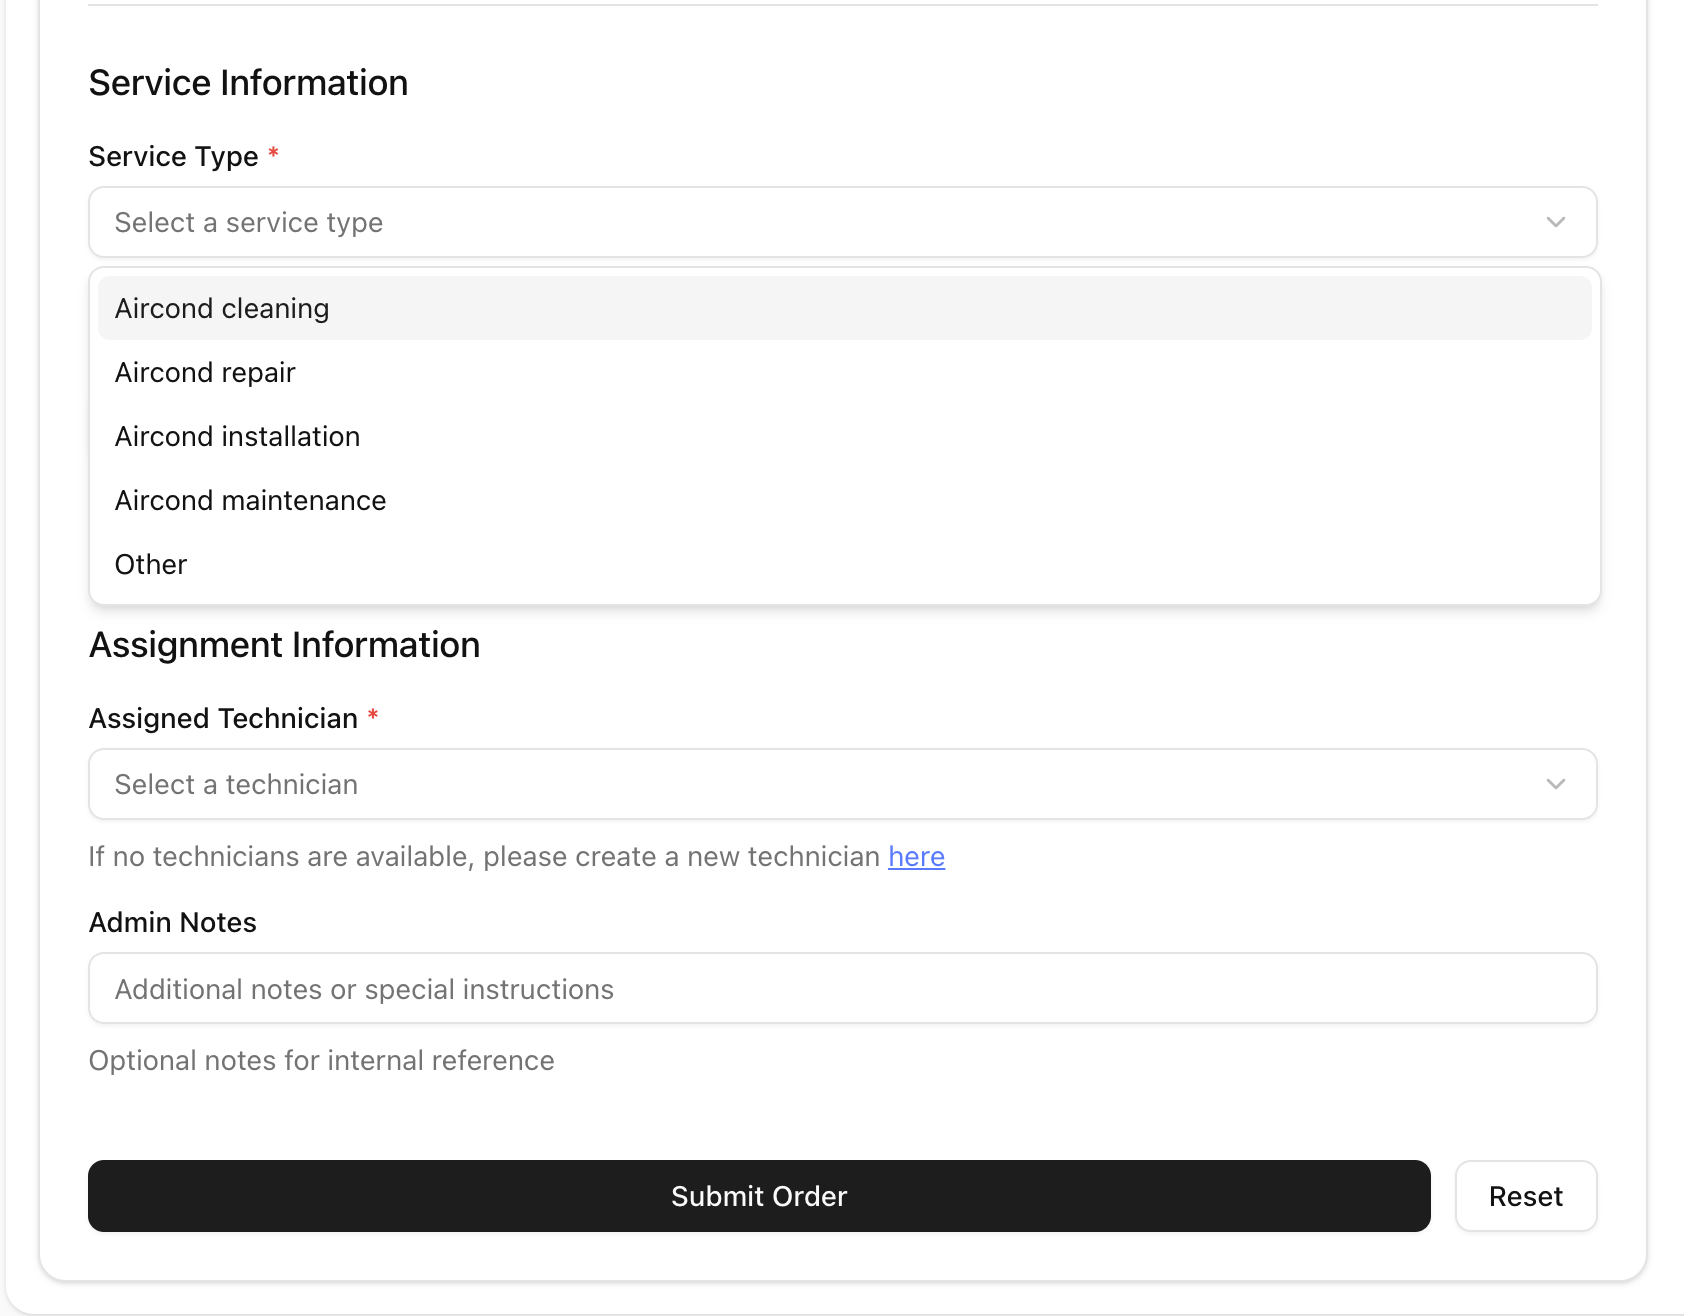 Service Information
Service Type *
Select a service type
Aircond cleaning
Aircond repair
Aircond installation
Aircond maintenance
Other
Assignment Information
Assigned Technician *
Select a technician
If no technicians are available, please create a new technician here
Admin Notes
Additional notes or special instructions
Optional notes for internal reference
Submit Order
Reset